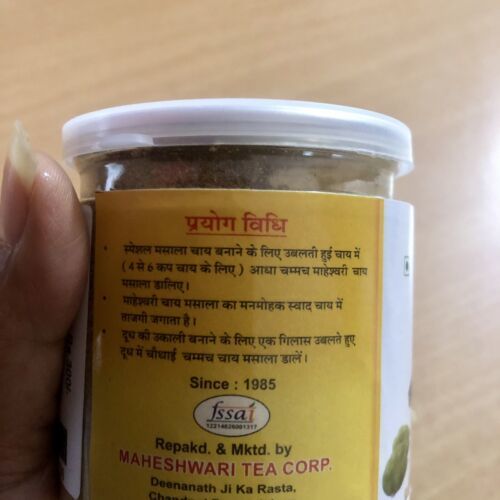 प्रयोग विधि
• स्पेशल मसाला चाय बनाने के लिए उबलती हुई चाय में
( 4 से 6 कप चाय के लिए ) आधा चम्मच माहेश्वरी चाय
मसाला डालिए।
• माहेश्वरी चाय मसाला का मनमोहक स्वाद चाय में
ताजगी जगाता है।
• दूध की उकाली बनाने के लिए एक गिलास उबलते हुए
दूध में चौथाई चम्मच चाय मसाला डालें।
Since : 1985
fssai
12214026001317
Repakd. & Mktd. by
MAHESHWARI TEA CORP.
Deenanath Ji Ka Rasta,